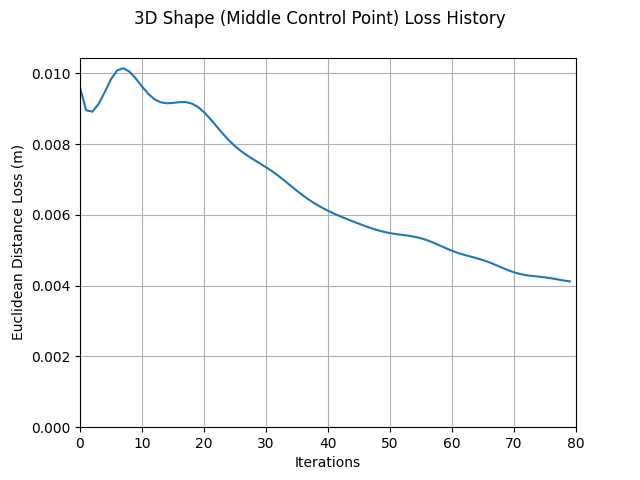 3D Shape (Middle Control Point) Loss History
0.010
0.008
0.006
0.004
0.002
0.000
Euclidean Distance Loss (m)
0 10 20 30 40 50 60 70 80
Iterations